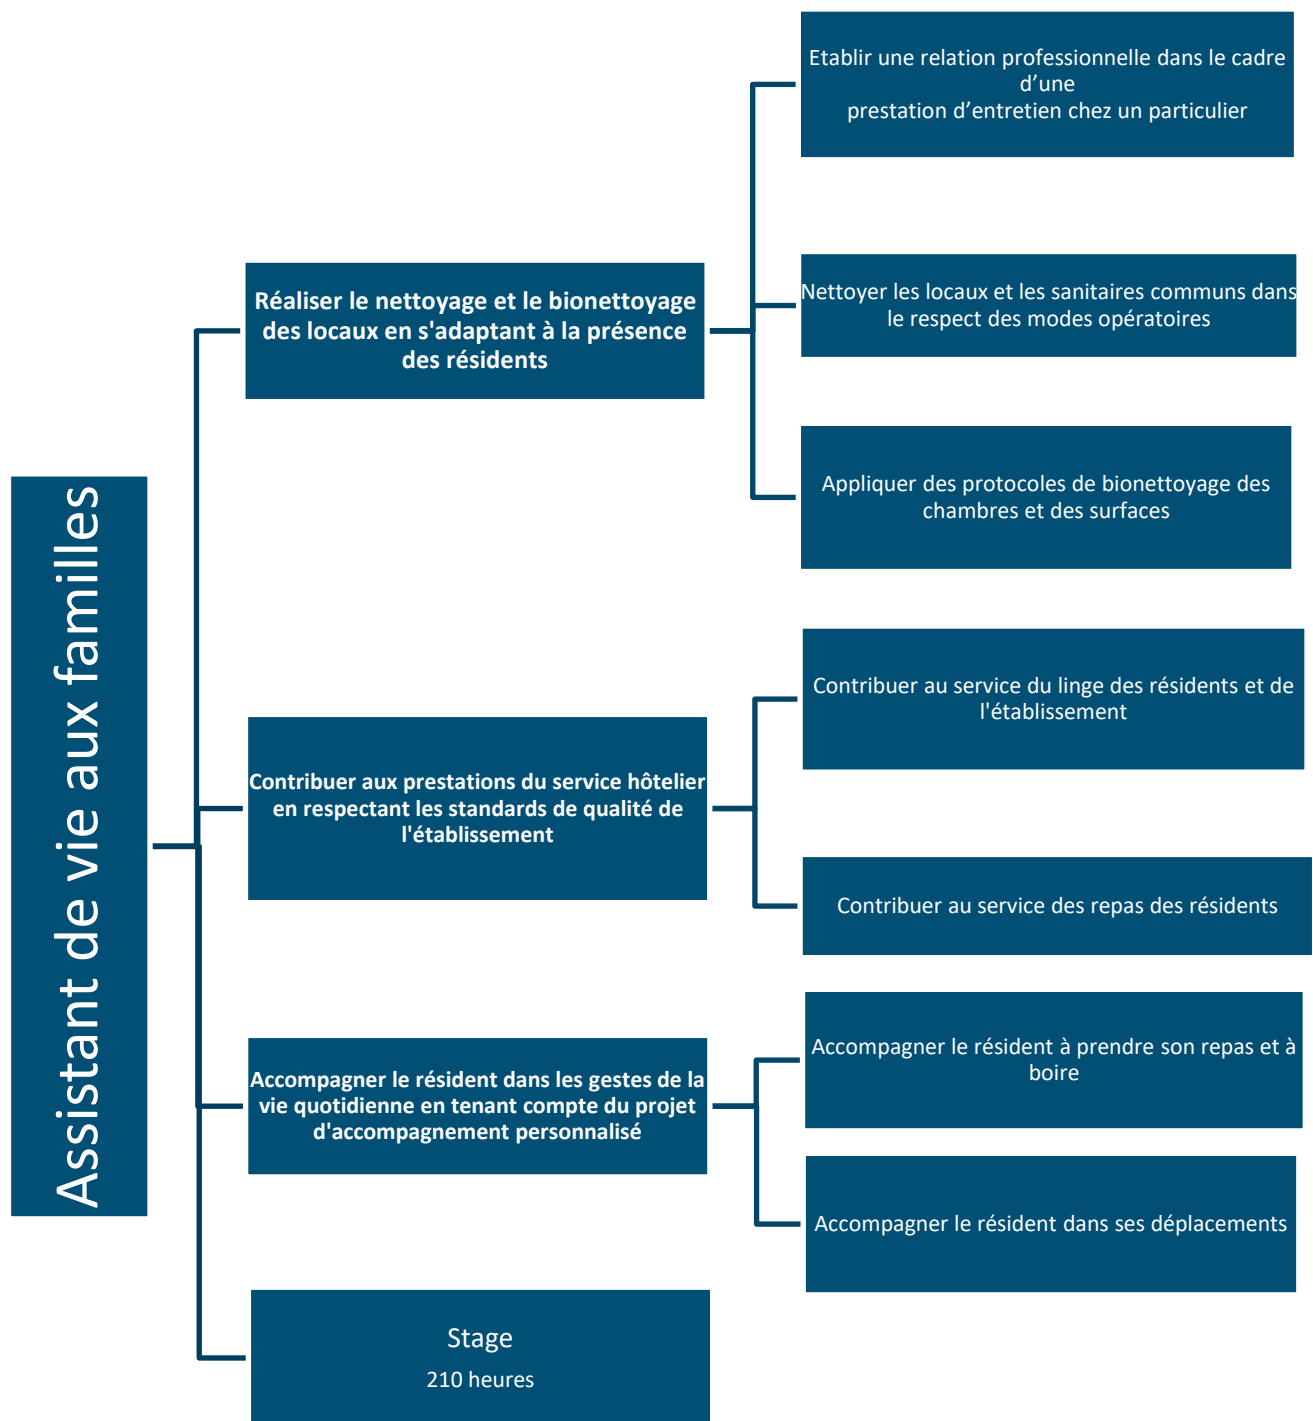 Assistant de vie aux familles
Réaliser le nettoyage et le bionettoyage
des locaux en s'adaptant à la présence
des résidents
Etablir une relation professionnelle dans le cadre
d’une
prestation d’entretien chez un particulier
Nettoyer les locaux et les sanitaires communs dans
le respect des modes opératoires
Appliquer des protocoles de bionettoyage des
chambres et des surfaces
Contribuer aux prestations du service hôtelier
en respectant les standards de qualité de
l'établissement
Contribuer au service du linge des résidents et de
l'établissement
Contribuer au service des repas des résidents
Accompagner le résident dans les gestes de la
vie quotidienne en tenant compte du projet
d'accompagnement personnalisé
Accompagner le résident à prendre son repas et à
boire
Accompagner le résident dans ses déplacements
Stage
210 heures